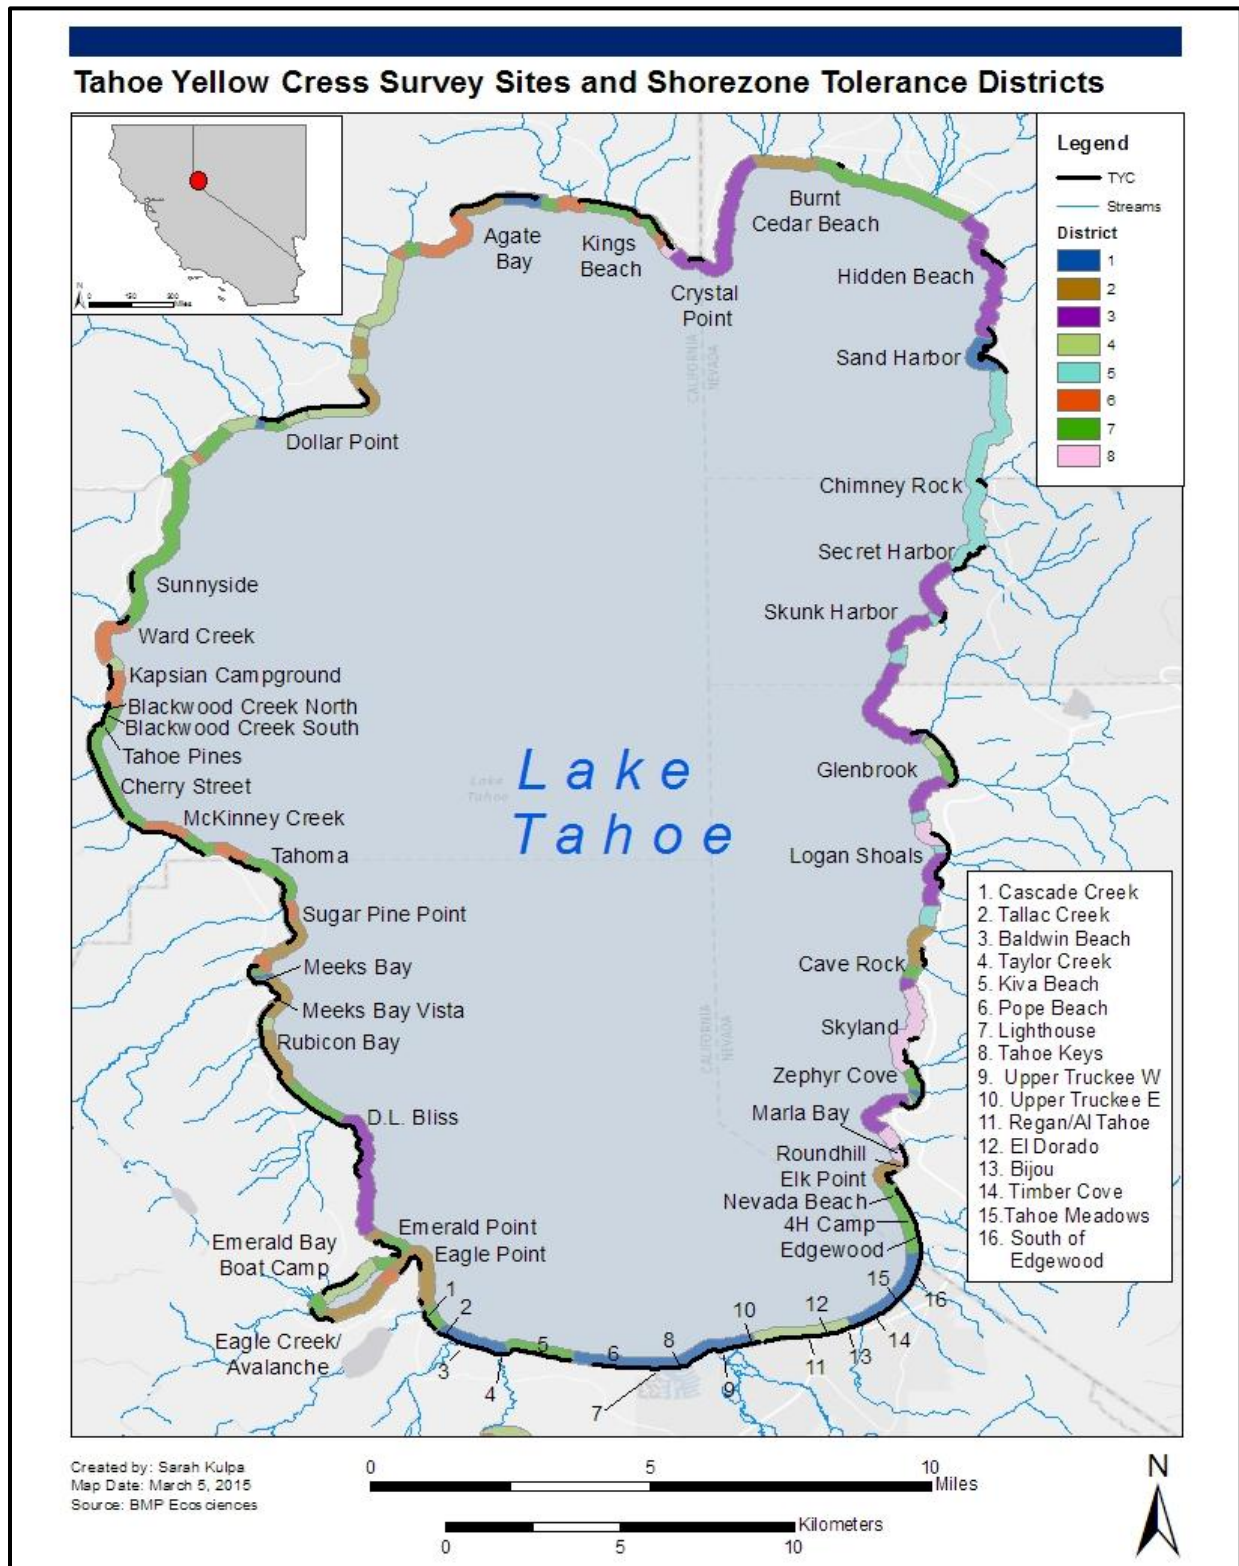 Tahoe Yellow Cress Survey Sites and Shorezone Tolerance Districts
N
0 150 300
Miles
Legend
TYC
Streams
District
1
2
3
4
5
6
7
8
Burnt
Cedar Beach
Agate
Bay
Kings
Beach
Crystal
Point
Hidden Beach
Sand Harbor
CALIFORNIA
NEVADA
Dollar Point
Chimney Rock
Secret Harbor
Sunnyside
Skunk Harbor
Ward Creek
Kapsian Campground
Blackwood Creek North
Blackwood Creek South
Tahoe Pines
Cherry Street
McKinney Creek
Tahoma
Glenbrook
Lake
Tahoe
Lake
Tahoe
Logan Shoals
Sugar Pine Point
Meeks Bay
Meeks Bay Vista
Rubicon Bay
D.L. Bliss
Cave Rock
Skyland
CALIFORNIA
NEVADA
Zephyr Cove
Marla Bay
Roundhill
Elk Point
Nevada Beach
4H Camp
Edgewood
Emerald Point
Eagle Point
Emerald Bay
Boat Camp
Eagle Creek/
Avalanche
1
2
3
4
5
6
7
8
9
10
11
12
13
14
15
16
1. Cascade Creek
2. Tallac Creek
3. Baldwin Beach
4. Taylor Creek
5. Kiva Beach
6. Pope Beach
7. Lighthouse
8. Tahoe Keys
9. Upper Truckee W
10. Upper Truckee E
11. Regan/Al Tahoe
12. El Dorado
13. Bijou
14. Timber Cove
15.Tahoe Meadows
16. South of
Edgewood
Created by: Sarah Kulpa
Map Date: March 5, 2015
Source: BMP Ecosciences
0 5 10
Miles
Kilometers
0 5 10
N